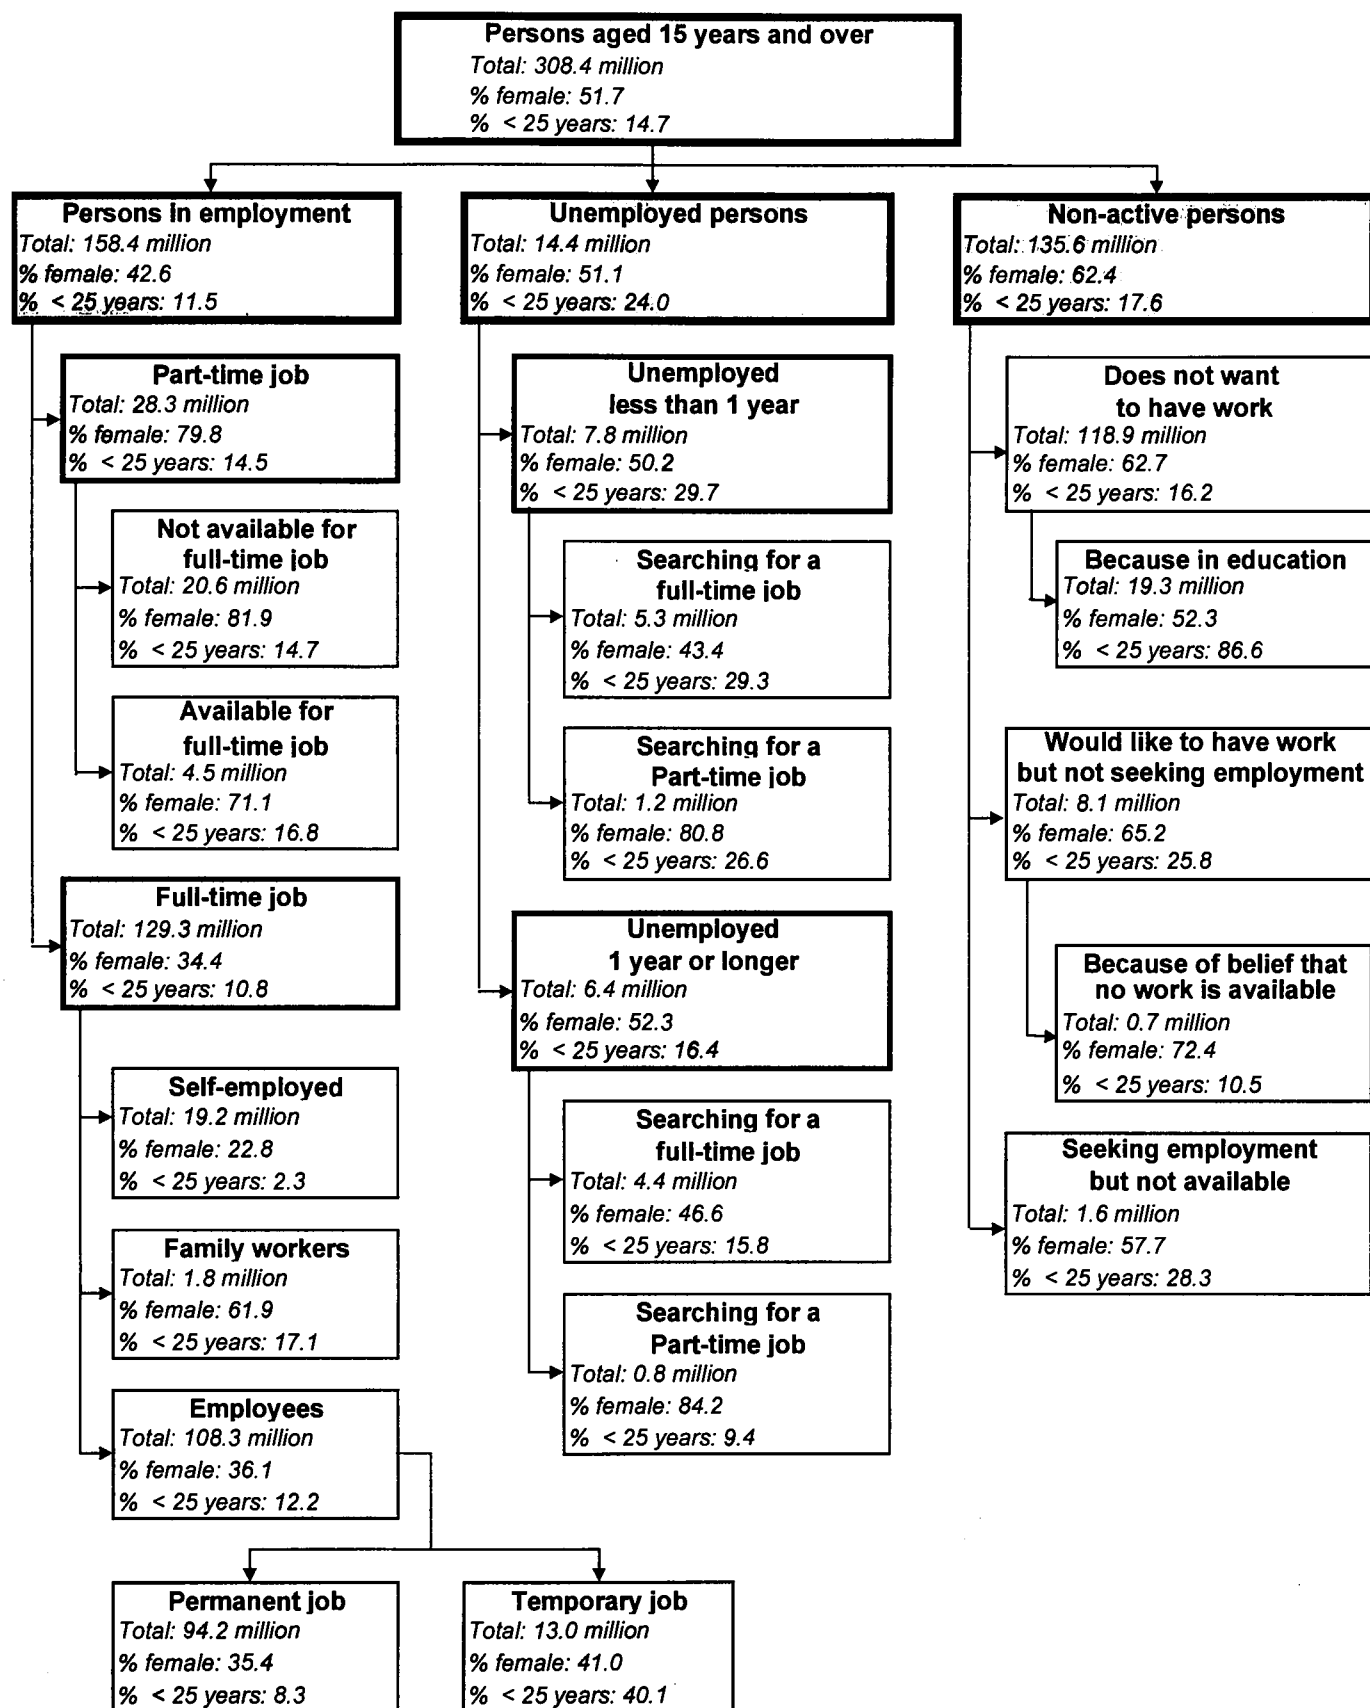 Persons aged 15 years and over
Total: 308.4 million
% female: 51.7
% < 25 years: 14.7
Persons in employment
Total: 158.4 million
% female: 42.6
% < 25 years: 11.5
Part-time job
Total: 28.3 million
% female: 79.8
% < 25 years: 14.5
Not available for
full-time job
Total: 20.6 million
% female: 81.9
% < 25 years: 14.7
Available for
full-time job
Total: 4.5 million
% female: 71.1
% < 25 years: 16.8
Full-time job
Total: 129.3 million
% female: 34.4
% < 25 years: 10.8
Self-employed
Total: 19.2 million
% female: 22.8
% < 25 years: 2.3
Family workers
Total: 1.8 million
% female: 61.9
% < 25 years: 17.1
Employees
Total: 108.3 million
% female: 36.1
% < 25 years: 12.2
Permanent job
Total: 94.2 million
% female: 35.4
% < 25 years: 8.3
Temporary job
Total: 13.0 million
% female: 41.0
% < 25 years: 40.1
Unemployed persons
Total: 14.4 million
% female: 51.1
% < 25 years: 24.0
Unemployed
less than 1 year
Total: 7.8 million
% female: 50.2
% < 25 years: 29.7
Searching for a
full-time job
Total: 5.3 million
% female: 43.4
% < 25 years: 29.3
Searching for a
Part-time job
Total: 1.2 million
% female: 80.8
% < 25 years: 26.6
Unemployed
1 year or longer
Total: 6.4 million
% female: 52.3
% < 25 years: 16.4
Searching for a
full-time job
Total: 4.4 million
% female: 46.6
% < 25 years: 15.8
Searching for a
Part-time job
Total: 0.8 million
% female: 84.2
% < 25 years: 9.4
Non-active persons
Total: 135.6 million
% female: 62.4
% < 25 years: 17.6
Does not want
to have work
Total: 118.9 million
% female: 62.7
% < 25 years: 16.2
Because in education
Total: 19.3 million
% female: 52.3
% < 25 years: 86.6
Would like to have work
but not seeking employment
Total: 8.1 million
% female: 65.2
% < 25 years: 25.8
Because of belief that
no work is available
Total: 0.7 million
% female: 72.4
% < 25 years: 10.5
Seeking employment
but not available
Total: 1.6 million
% female: 57.7
% < 25 years: 28.3